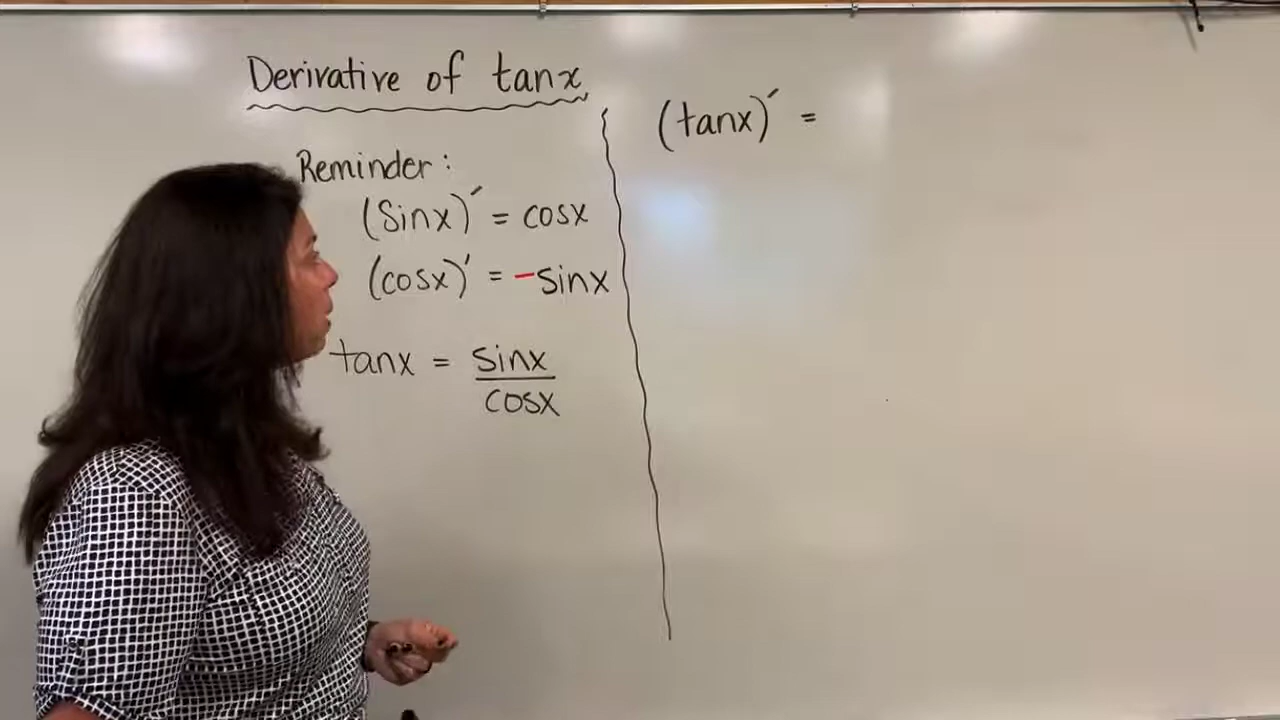 Derivative of tanx
Reminder:
(sinx)´ = cosx
(cosx)´ = -sinx
tanx = sinx
cosx
(tanx)´ =